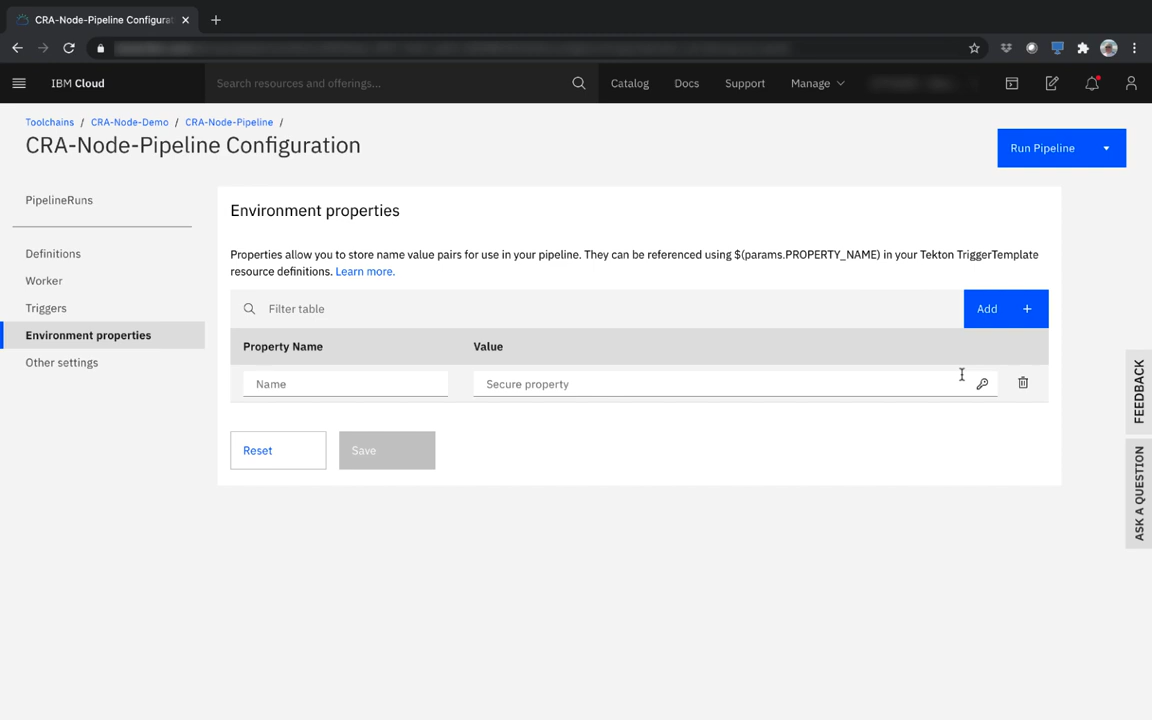 CRA-Node-Pipeline Configurat
IBM Cloud
Search resources and offerings...
Catalog
Docs
Support
Manage
Toolchains / CRA-Node-Demo / CRA-Node-Pipeline /
CRA-Node-Pipeline Configuration
Run Pipeline
PipelineRuns
Definitions
Worker
Triggers
Environment properties
Other settings
Environment properties
Properties allow you to store name value pairs for use in your pipeline. They can be referenced using $(params.PROPERTY_NAME) in your Tekton TriggerTemplate
resource definitions. Learn more.
Filter table
Add +
Property Name
Value
Name
Secure property
Reset
Save
FEEDBACK
ASK A QUESTION